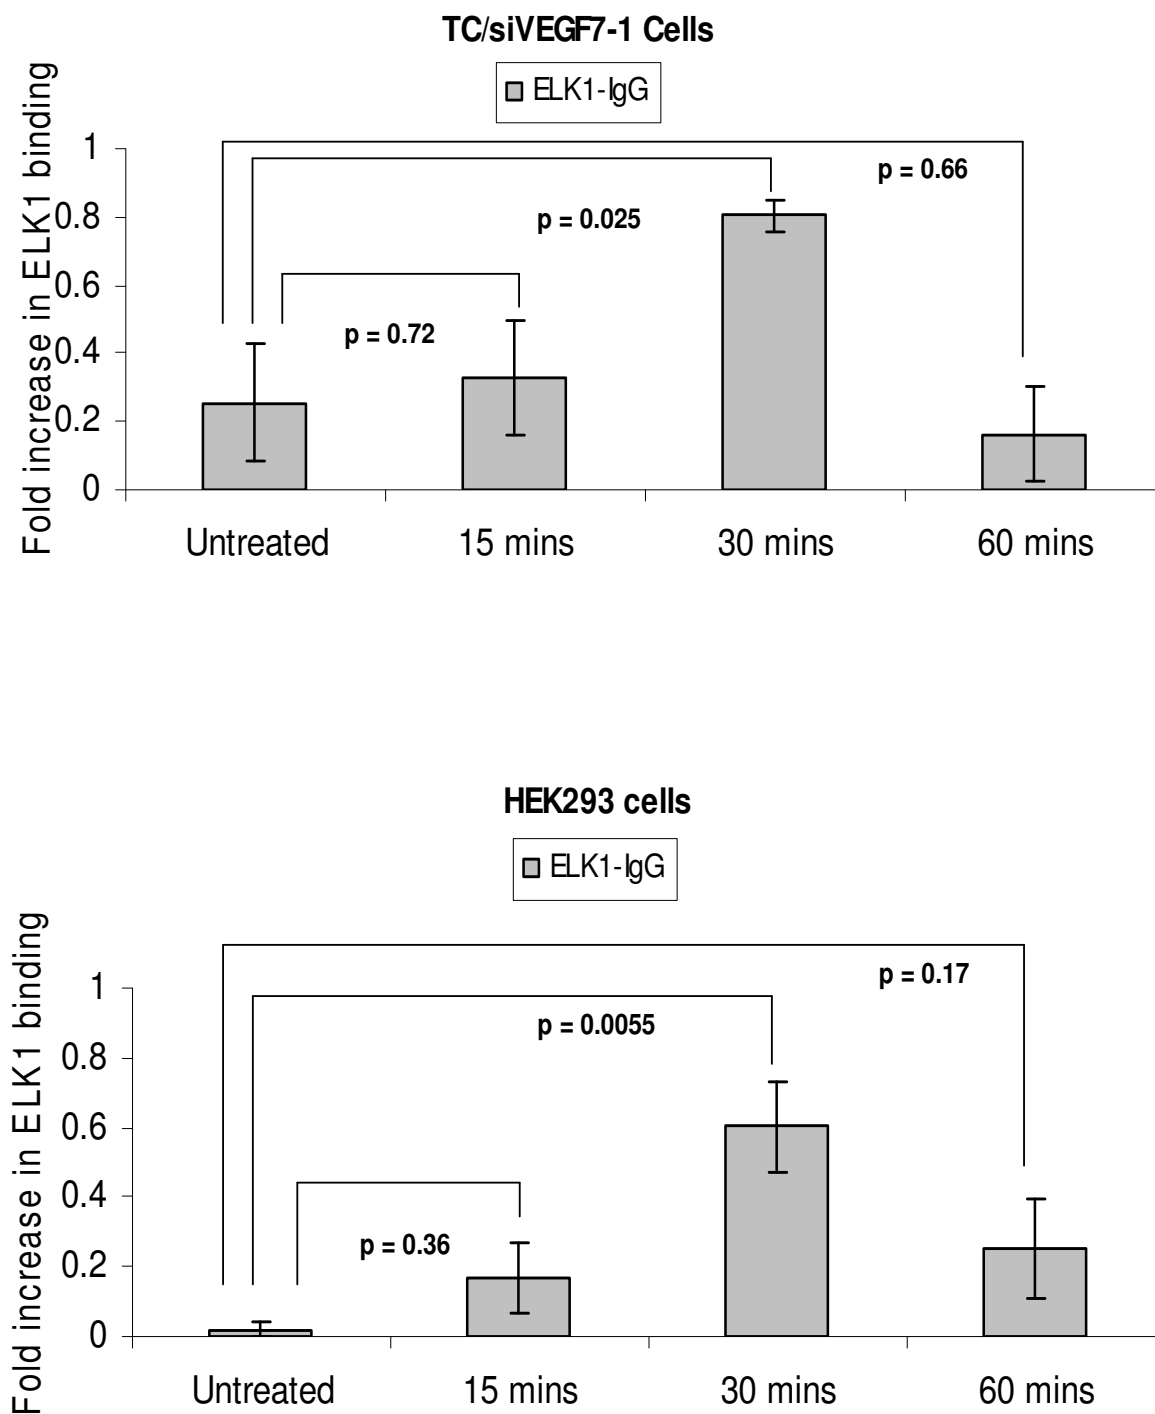 TC/siVEGF7-1 Cells
ELK1-IgG
Fold increase in ELK1 binding
1
0.8
0.6
0.4
0.2
0
p = 0.66
p = 0.025
p = 0.72
Untreated 15 mins 30 mins 60 mins
HEK293 cells
ELK1-IgG
Fold increase in ELK1 binding
1
0.8
0.6
0.4
0.2
0
p = 0.17
p = 0.0055
p = 0.36
Untreated 15 mins 30 mins 60 mins